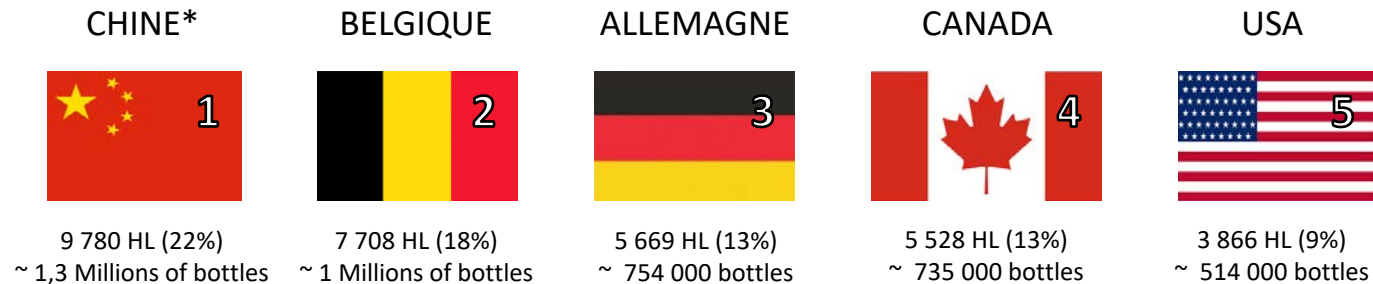 CHINE*
BELGIQUE
ALLEMAGNE
CANADA
USA
1
2
3
4
5
9 780 HL (22%)
~ 1,3 Millions of bottles
7 708 HL (18%)
~ 1 Millions of bottles
5 669 HL (13%)
~ 754 000 bottles
5 528 HL (13%)
~ 735 000 bottles
3 866 HL (9%)
~ 514 000 bottles